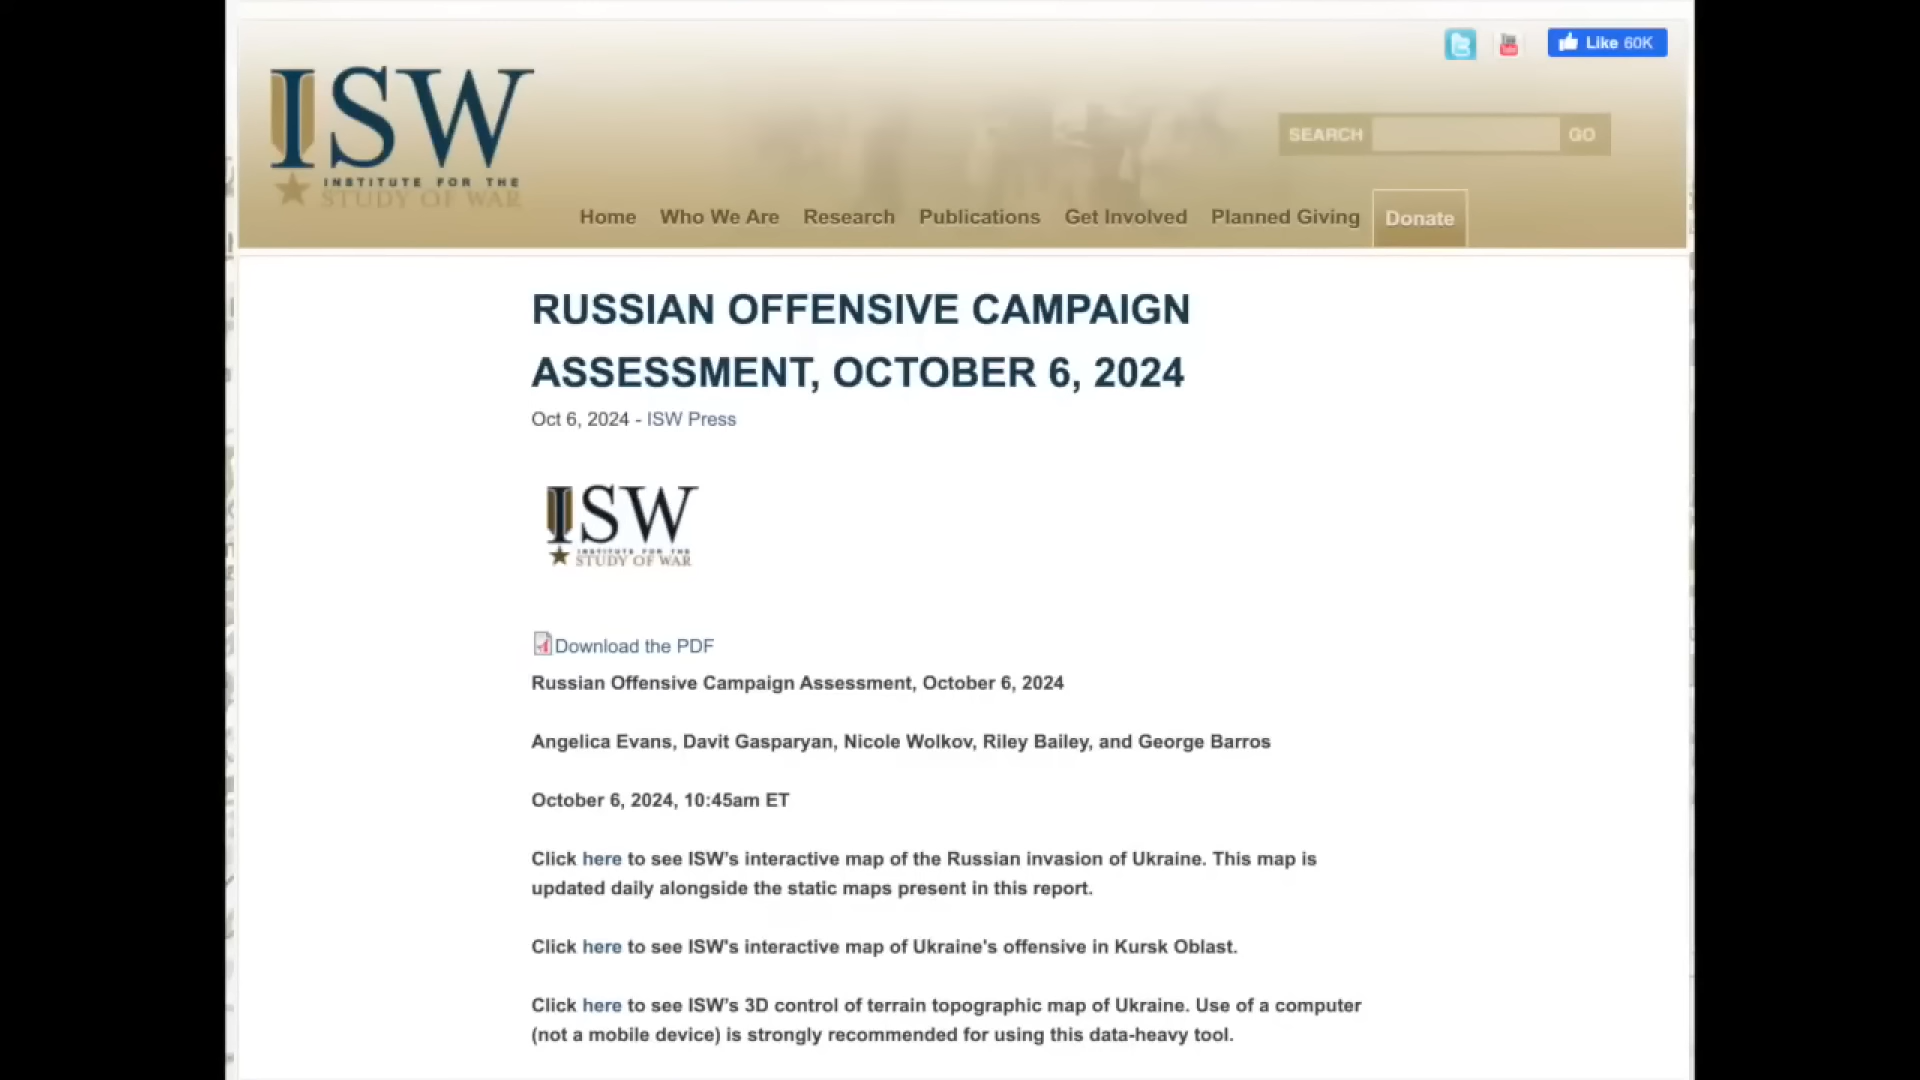 Like 60K
ISW
INSTITUTE FOR THE
STUDY OF WAR
SEARCH
GO
Home Who We Are Research Publications Get Involved Planned Giving Donate
RUSSIAN OFFENSIVE CAMPAIGN
ASSESSMENT, OCTOBER 6, 2024
Oct 6, 2024 - ISW Press
ISW
INSTITUTE FOR THE
STUDY OF WAR
Download the PDF
Russian Offensive Campaign Assessment, October 6, 2024
Angelica Evans, Davit Gasparyan, Nicole Wolkov, Riley Bailey, and George Barros
October 6, 2024, 10:45am ET
Click here to see ISW's interactive map of the Russian invasion of Ukraine. This map is
updated daily alongside the static maps present in this report.
Click here to see ISW's interactive map of Ukraine's offensive in Kursk Oblast.
Click here to see ISW's 3D control of terrain topographic map of Ukraine. Use of a computer
(not a mobile device) is strongly recommended for using this data-heavy tool.